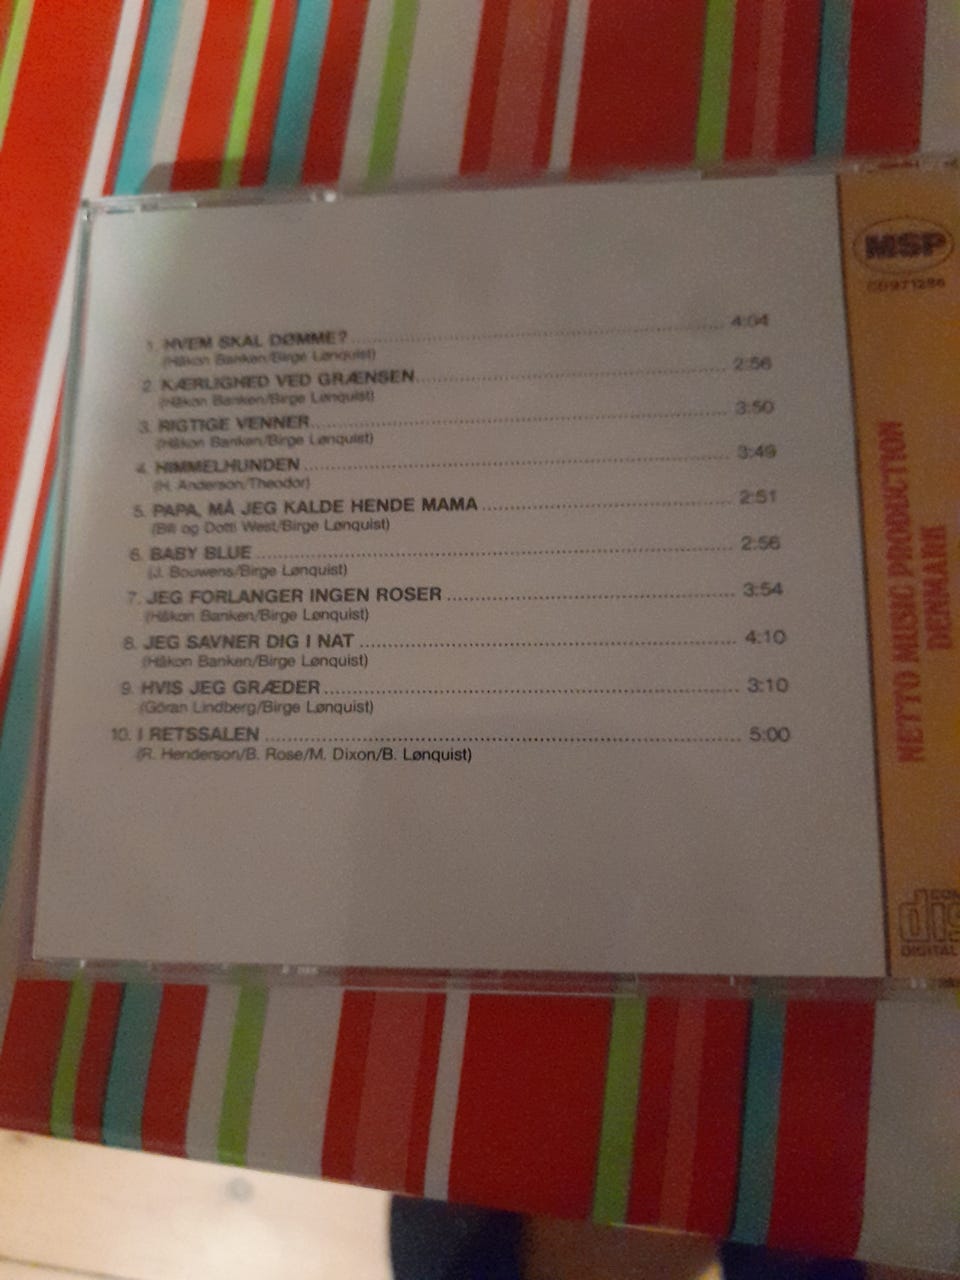 1. HVEM SKAL DØMME? 4:04
(Håkon Banken/Birge Lønquist)
2. KÆRLIGHED VED GRÆNSEN 2:56
(Håkon Banken/Birge Lønquist)
3. RIGTIGE VENNER 3:50
(Håkon Banken/Birge Lønquist)
4. HIMMELHUNDEN 3:49
(H. Anderson/Theodor)
5. PAPA, MÅ JEG KALDE HENDE MAMA 2:51
(Bill og Dotti West/Birge Lønquist)
6. BABY BLUE 2:56
(J. Bouwens/Birge Lønquist)
7. JEG FORLANGER INGEN ROSER 3:54
(Håkon Banken/Birge Lønquist)
8. JEG SAVNER DIG I NAT 4:10
(Håkon Banken/Birge Lønquist)
9. HVIS JEG GRÆDER 3:10
(Göran Lindberg/Birge Lønquist)
10. I RETSSALEN 5:00
(R. Henderson/B. Rose/M. Dixon/B. Lønquist)
MSP
CD971286
NETTO MUSIC PRODUCTION
DENMARK
DIGITAL